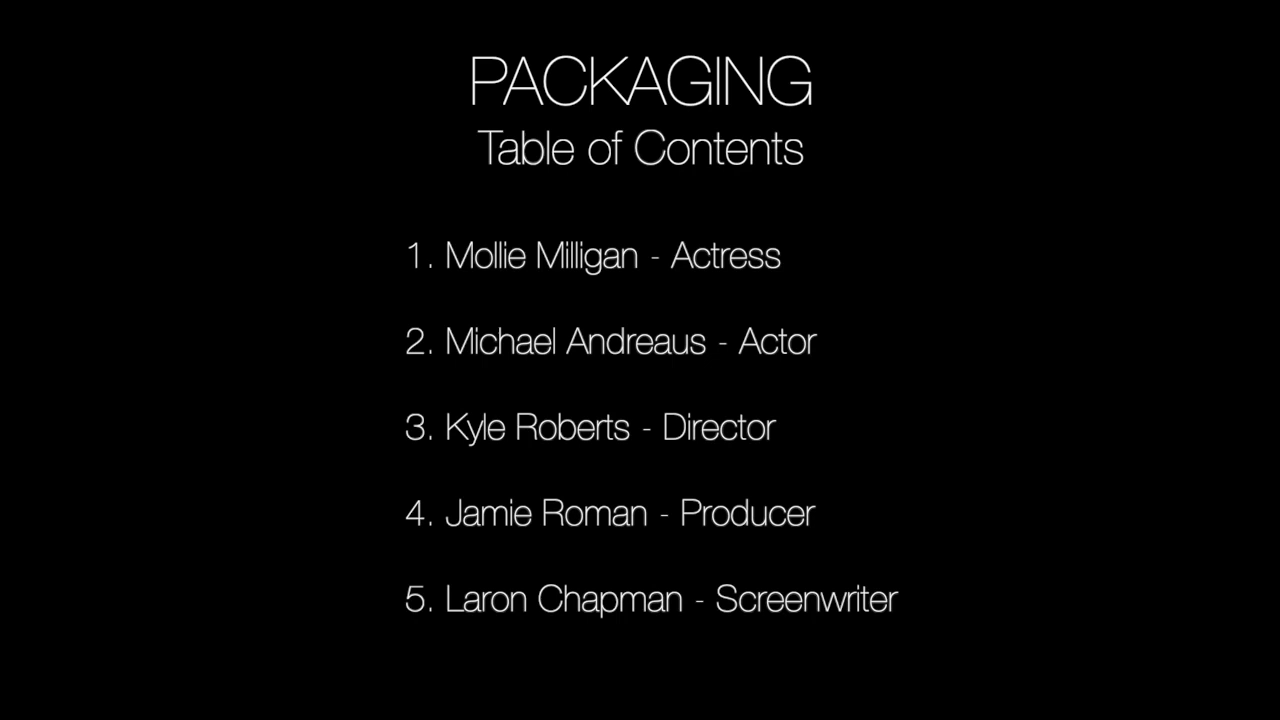 PACKAGING
Table of Contents
1. Mollie Milligan - Actress
2. Michael Andreaus - Actor
3. Kyle Roberts - Director
4. Jamie Roman - Producer
5. Laron Chapman - Screenwriter